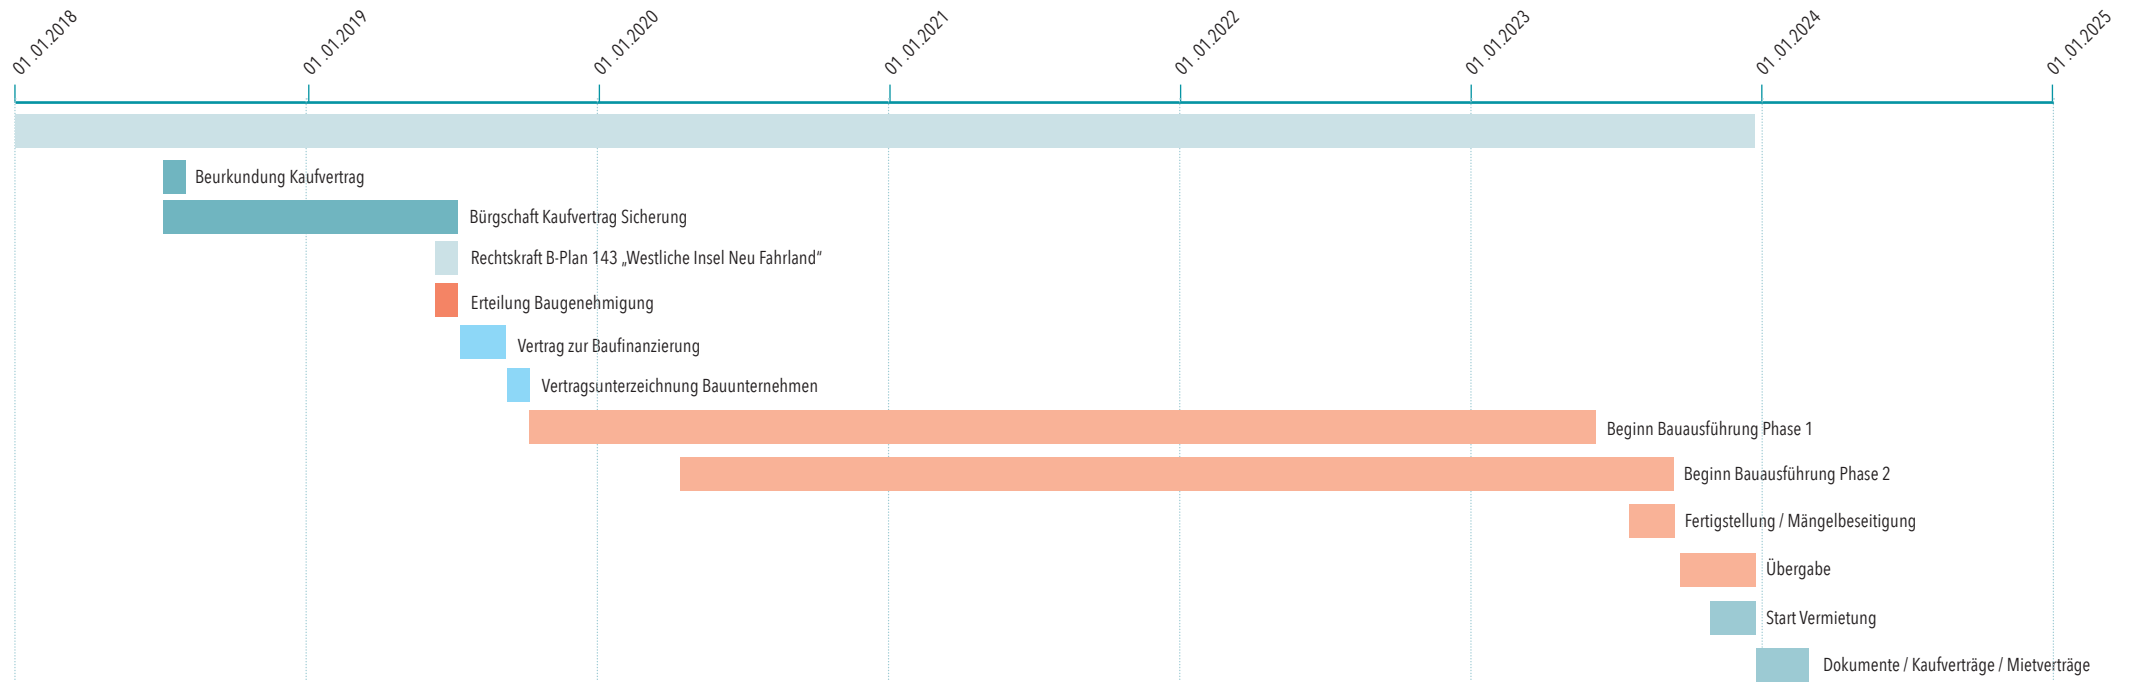 01.01.2018
01.01.2019
01.01.2020
01.01.2021
01.01.2022
01.01.2023
01.01.2024
01.01.2025
Beurkundung Kaufvertrag
Bürgschaft Kaufvertrag Sicherung
Rechtskraft B-Plan 143 „Westliche Insel Neu Fahrland“
Erteilung Baugenehmigung
Vertrag zur Baufinanzierung
Vertragsunterzeichnung Bauunternehmen
Beginn Bauausführung Phase 1
Beginn Bauausführung Phase 2
Fertigstellung / Mängelbeseitigung
Übergabe
Start Vermietung
Dokumente / Kaufverträge / Mietverträge